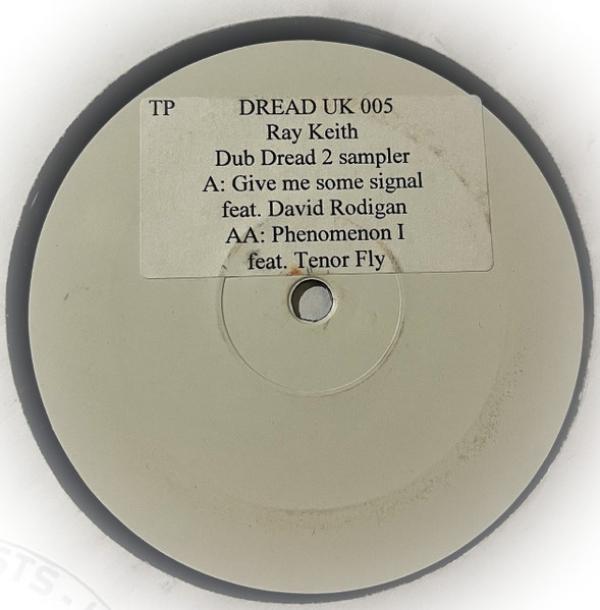 TP DREAD UK 005
Ray Keith
Dub Dread 2 sampler
A: Give me some signal
feat. David Rodigan
AA: Phenomenon I
feat. Tenor Fly